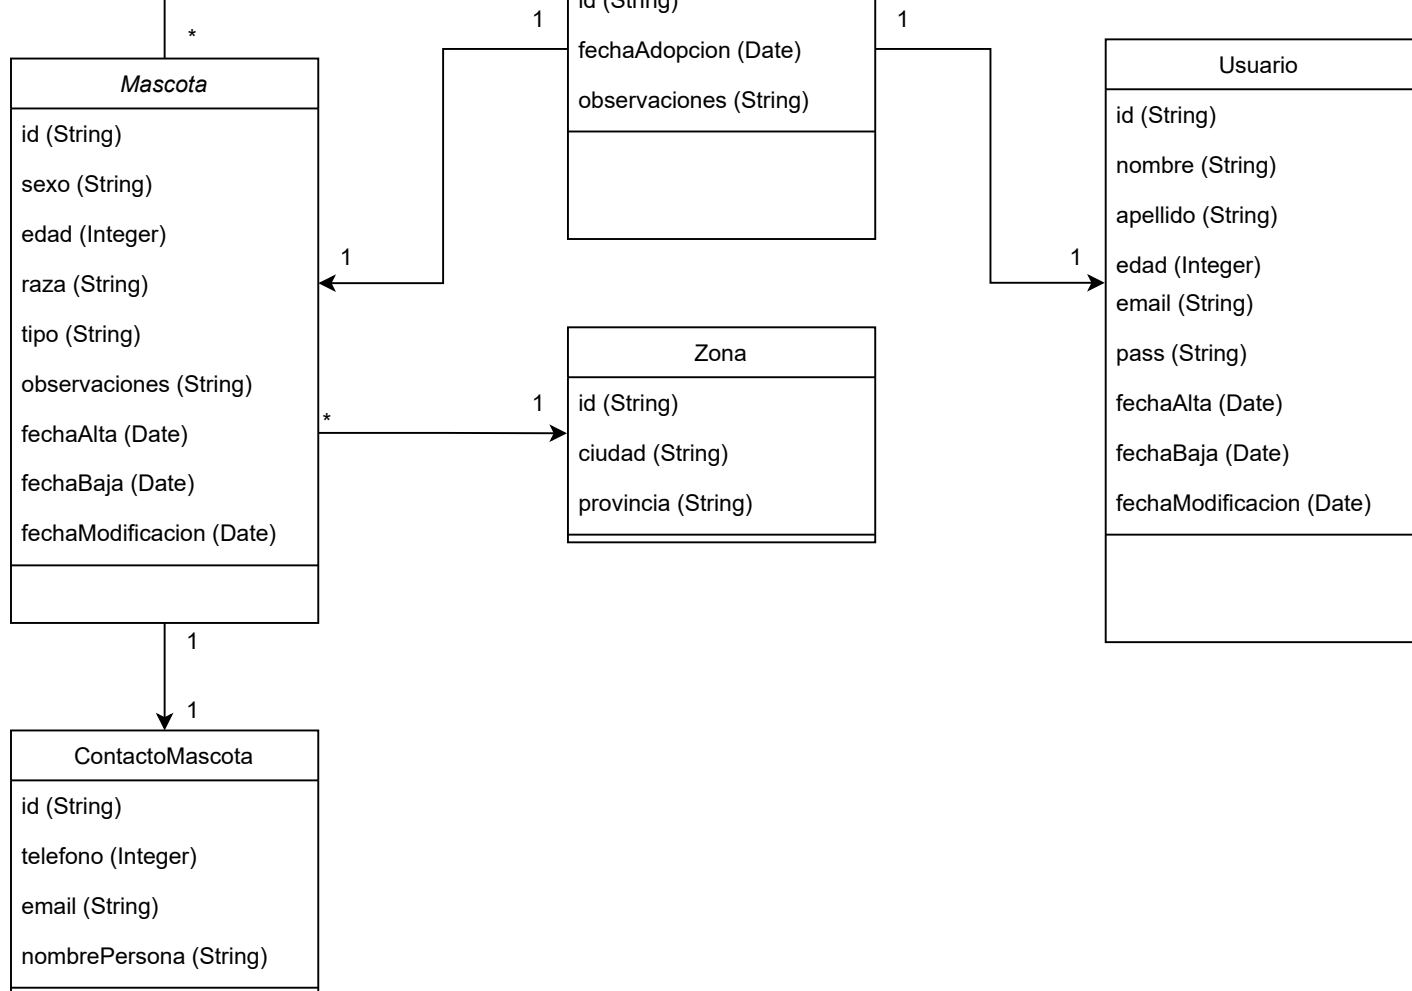 *
Mascota
id (String)
sexo (String)
edad (Integer)
raza (String)
tipo (String)
observaciones (String)
fechaAlta (Date)
fechaBaja (Date)
fechaModificacion (Date)
1
id (String)
fechaAdopcion (Date)
observaciones (String)
1
1
1
Usuario
id (String)
nombre (String)
apellido (String)
edad (Integer)
email (String)
pass (String)
fechaAlta (Date)
fechaBaja (Date)
fechaModificacion (Date)
*
1
Zona
id (String)
ciudad (String)
provincia (String)
1
1
ContactoMascota
id (String)
telefono (Integer)
email (String)
nombrePersona (String)